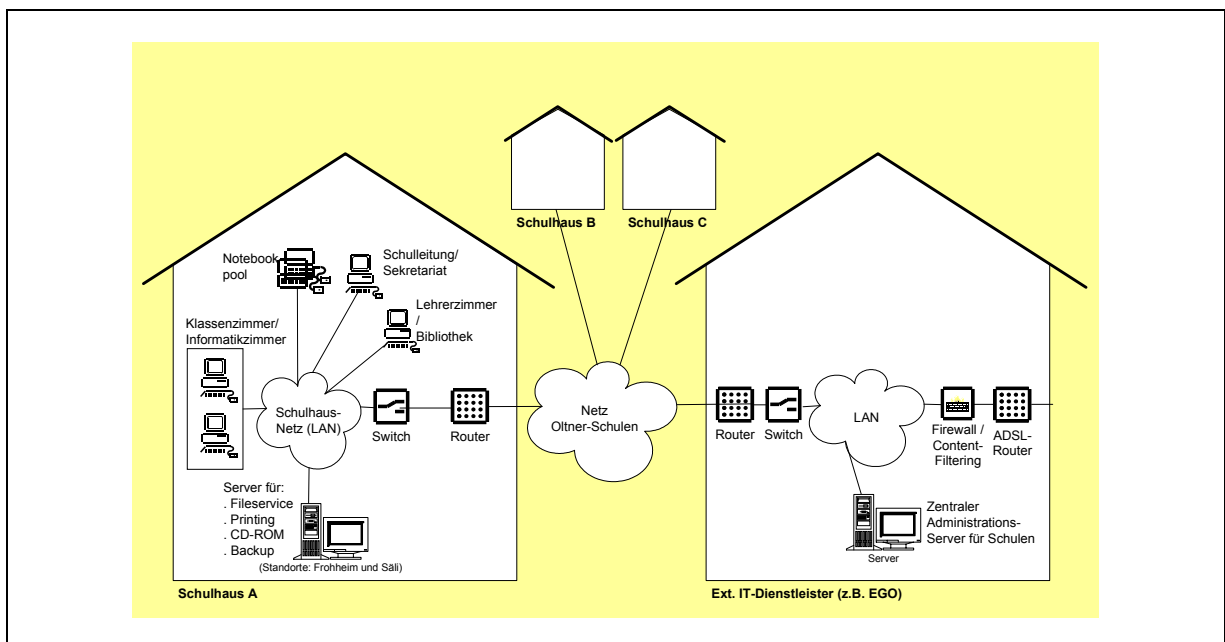 Schulhaus B
Schulhaus C
Notebook
pool
Schulleitung/
Sekretariat
Lehrerzimmer
/
Bibliothek
Klassenzimmer/
Informatikzimmer
Schulhaus-
Netz (LAN)
Switch
Router
Server für:
. Fileservice
. Printing
. CD-ROM
. Backup
(Standorte: Frohheim und Säli)
Schulhaus A
Netz
Oltner-Schulen
Router
Switch
LAN
Firewall /
Content-
Filtering
ADSL-
Router
Zentraler
Administrations-
Server für Schulen
Server
Ext. IT-Dienstleister (z.B. EGO)